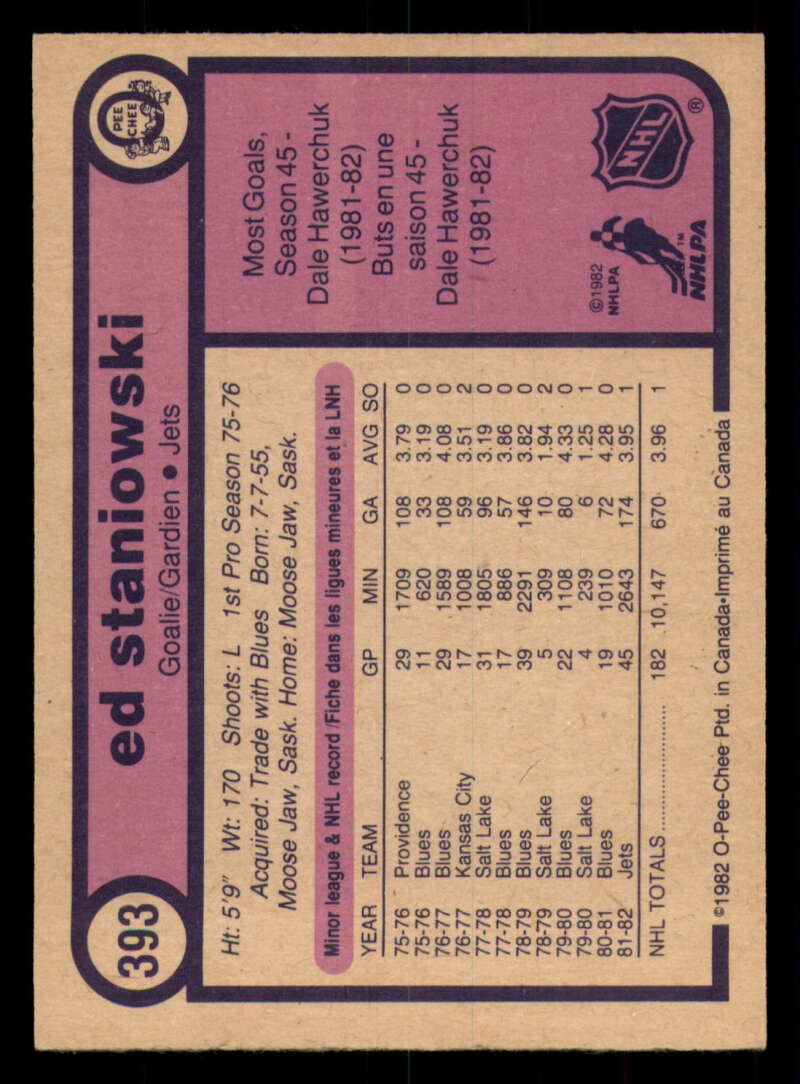 393
ed staniowski
Goalie/Gardien • Jets
O
PEE
CHEE
Ht: 5'9" Wt: 170 Shoots: L 1st Pro Season 75-76
Acquired: Trade with Blues Born: 7-7-55,
Moose Jaw, Sask. Home: Moose Jaw, Sask.
Minor league & NHL record/Fiche dans les ligues mineures et la LNH
YEAR TEAM GP MIN GA AVG SO
75-76 Providence 29 1709 108 3.79 0
75-76 Blues 11 620 33 3.19 0
76-77 Blues 29 1589 108 4.08 0
76-77 Kansas City 17 1008 59 3.51 2
77-78 Salt Lake 31 1805 96 3.19 0
77-78 Blues 17 886 57 3.86 0
78-79 Blues 39 2291 146 3.82 0
78-79 Salt Lake 5 309 10 1.94 2
79-80 Blues 22 1108 80 4.33 0
79-80 Salt Lake 4 239 6 1.25 1
80-81 Blues 19 1010 72 4.28 0
81-82 Jets 45 2643 174 3.95 1
NHL TOTALS .................... 182 10,147 670 3.96 1
Most Goals,
Season 45 -
Dale Hawerchuk
(1981-82)
Buts en une
saison 45 -
Dale Hawerchuk
(1981-82)
©1982
NHLPA
NHLPA™
NHL®
©1982 O-Pee-Chee Ptd. in Canada•Imprimé au Canada